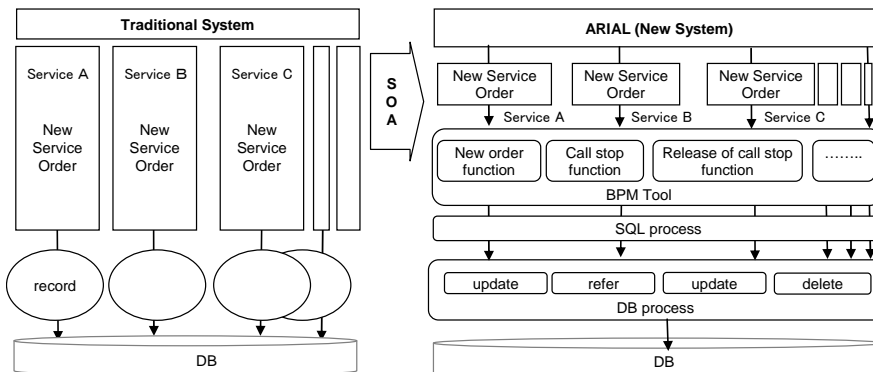 Traditional System
Service A
Service B
Service C
New
Service
Order
New
Service
Order
New
Service
Order
record
DB
S
O
A
ARIAL (New System)
New Service
Order
New Service
Order
New Service
Order
Service A
Service B
Service C
New order
function
Call stop
function
Release of call stop
function
........
BPM Tool
SQL process
update
refer
update
delete
DB process
DB